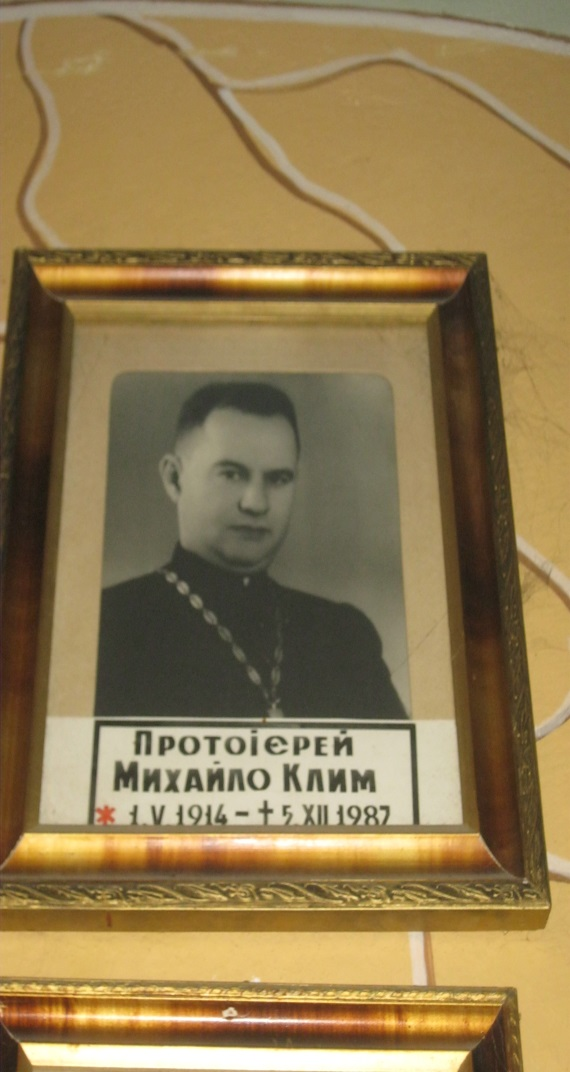 Протоієрей
Михайло Клим
* 1. V 1914 – † 5. XII 1987